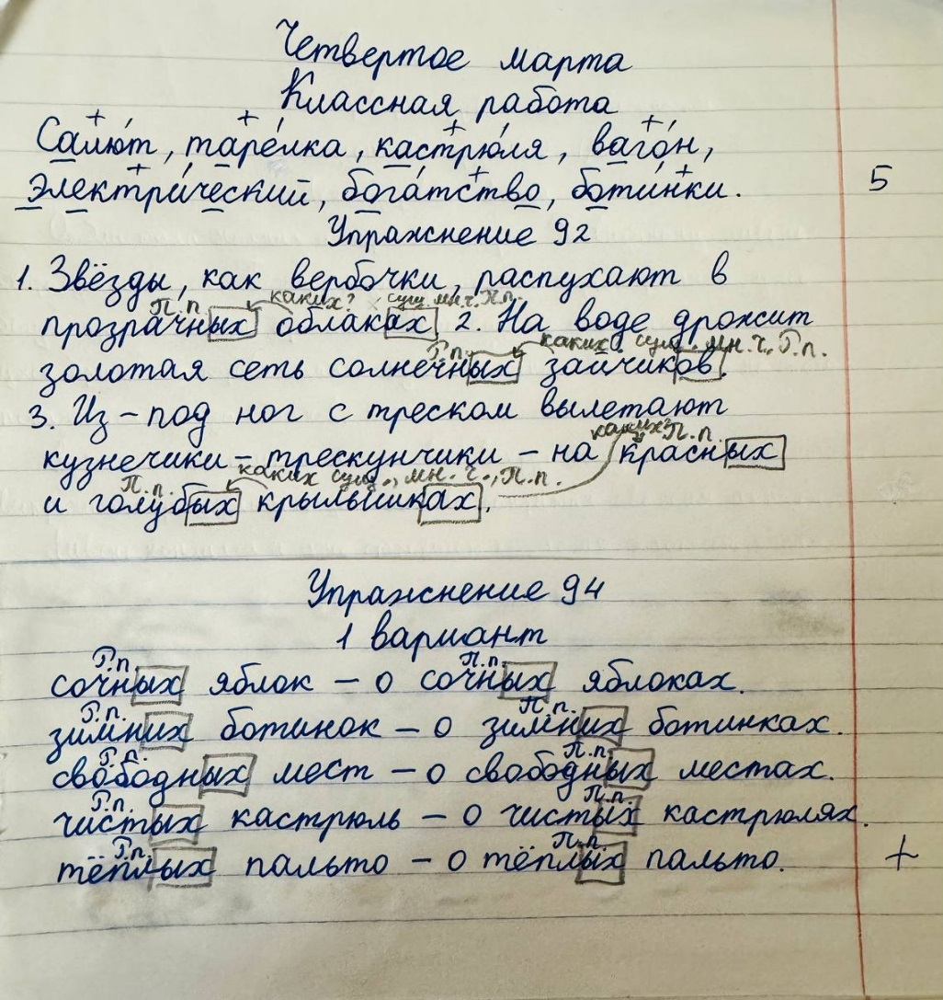 Четвертое марта
Классная работа
Салют, тарелка, кастрюля, вагон,
электрический, богатство, ботинки. 5
Упражнение 92
1. Звёзды, как вербочки, распухают в
П.п. каких? сущ. мн.ч. П.п.
прозрачных облаках 2. На воде дрожит
Р.п. каких сущ. мн.ч., Р.п.
золотая сеть солнечных зайчиков.
3. Из-под ног с треском вылетают
каких? П.п.
кузнечики-трескунчики - на красных
П.п. каких сущ., мн.ч., П.п.
и голубых крылышках.
Упражнение 94
1 вариант
Р.п. П.п.
сочных яблок - о сочных яблоках.
Р.п. П.п.
зимних ботинок - о зимних ботинках.
Р.п. П.п.
свободных мест - о свободных местах.
Р.п. П.п.
чистых кастрюль - о чистых кастрюлях.
Р.п. П.п.
тёплых пальто - о тёплых пальто. +